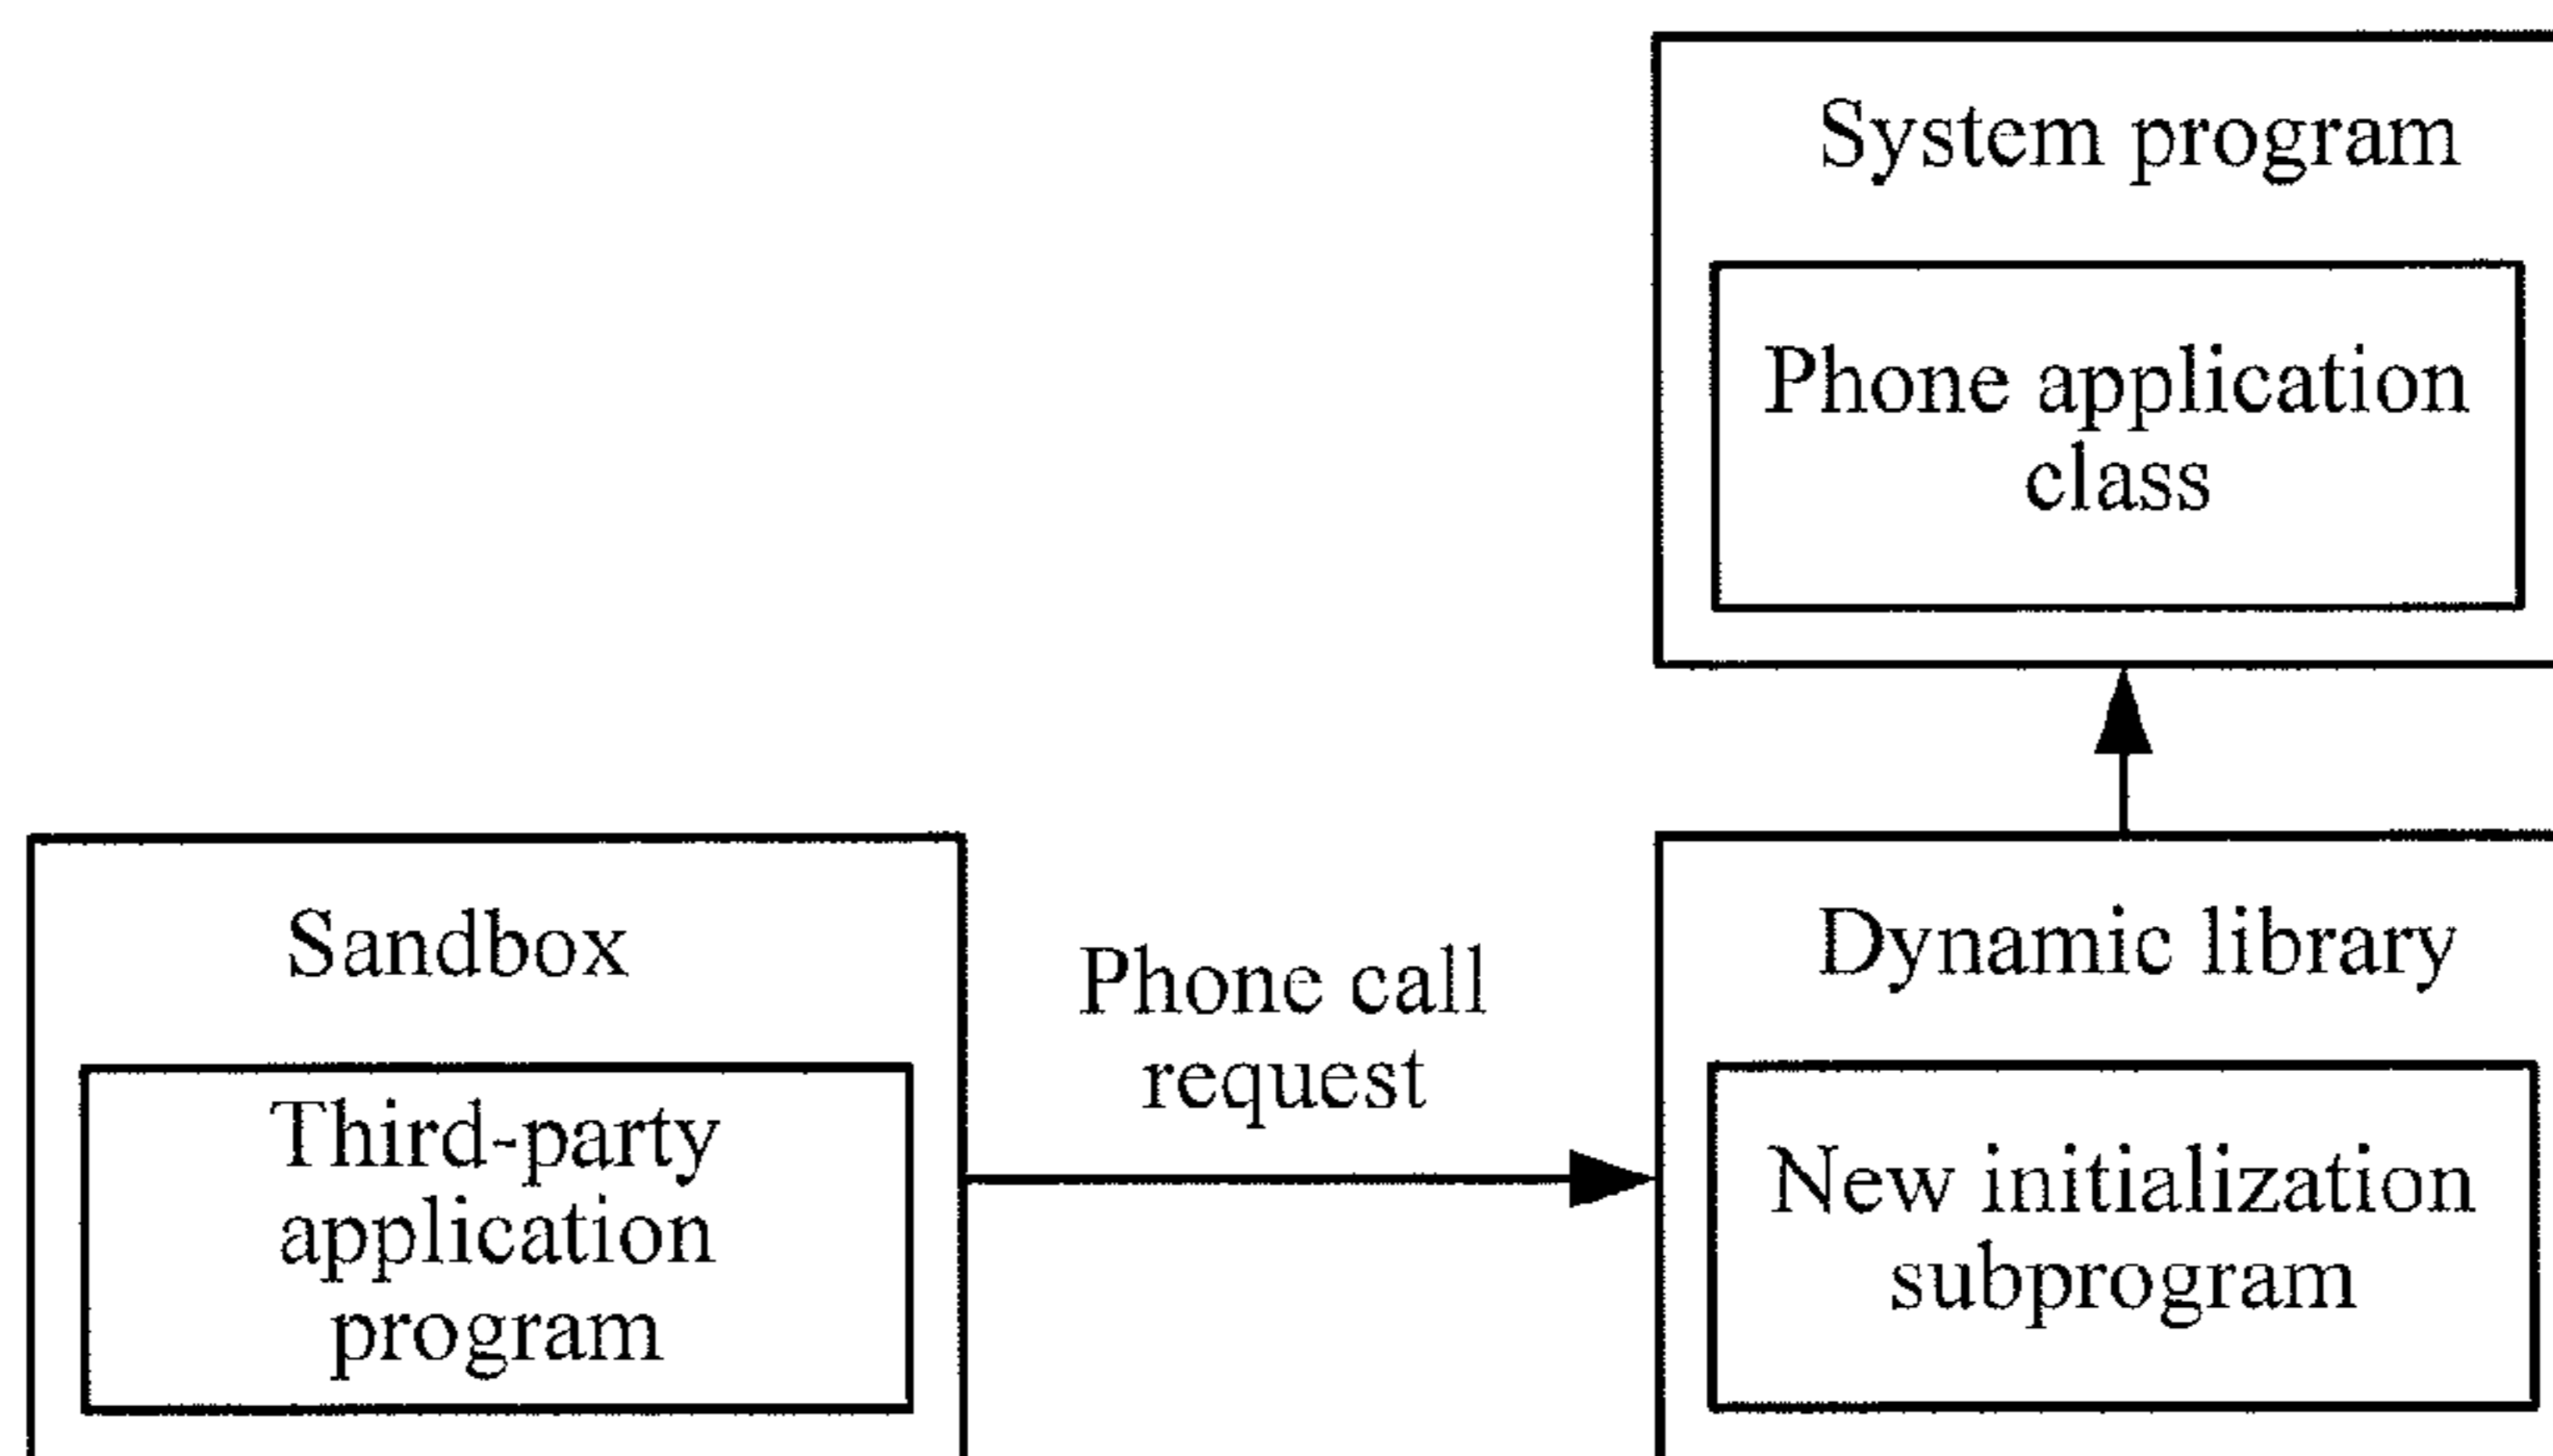 System program
Phone application
class
Sandbox
Third-party
application
program
Phone call
request
Dynamic library
New initialization
subprogram